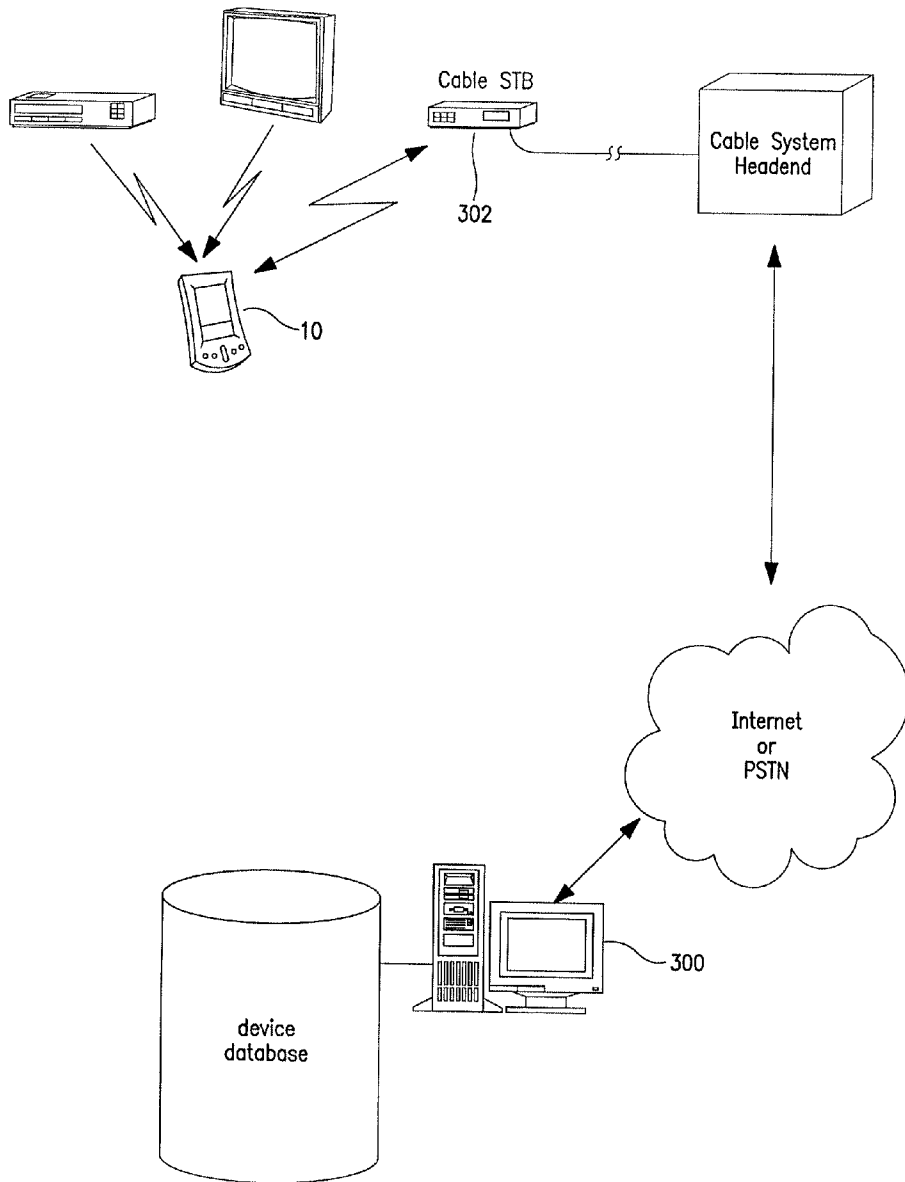 Cable STB
302
Cable System
Headend
10
Internet
or
PSTN
300
device
database